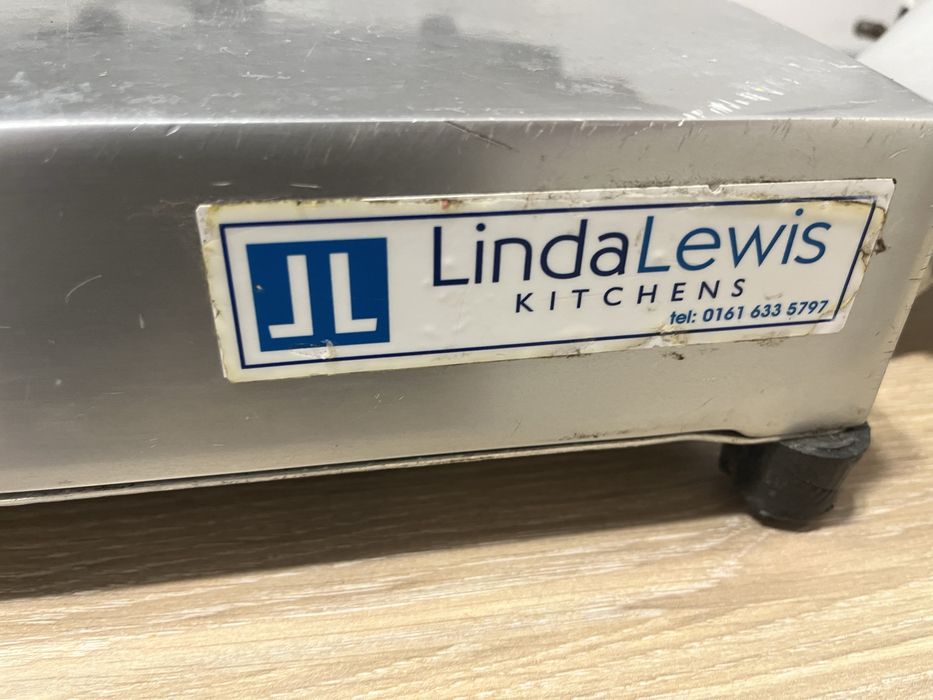 LindaLewis
KITCHENS
tel: 0161 633 5797